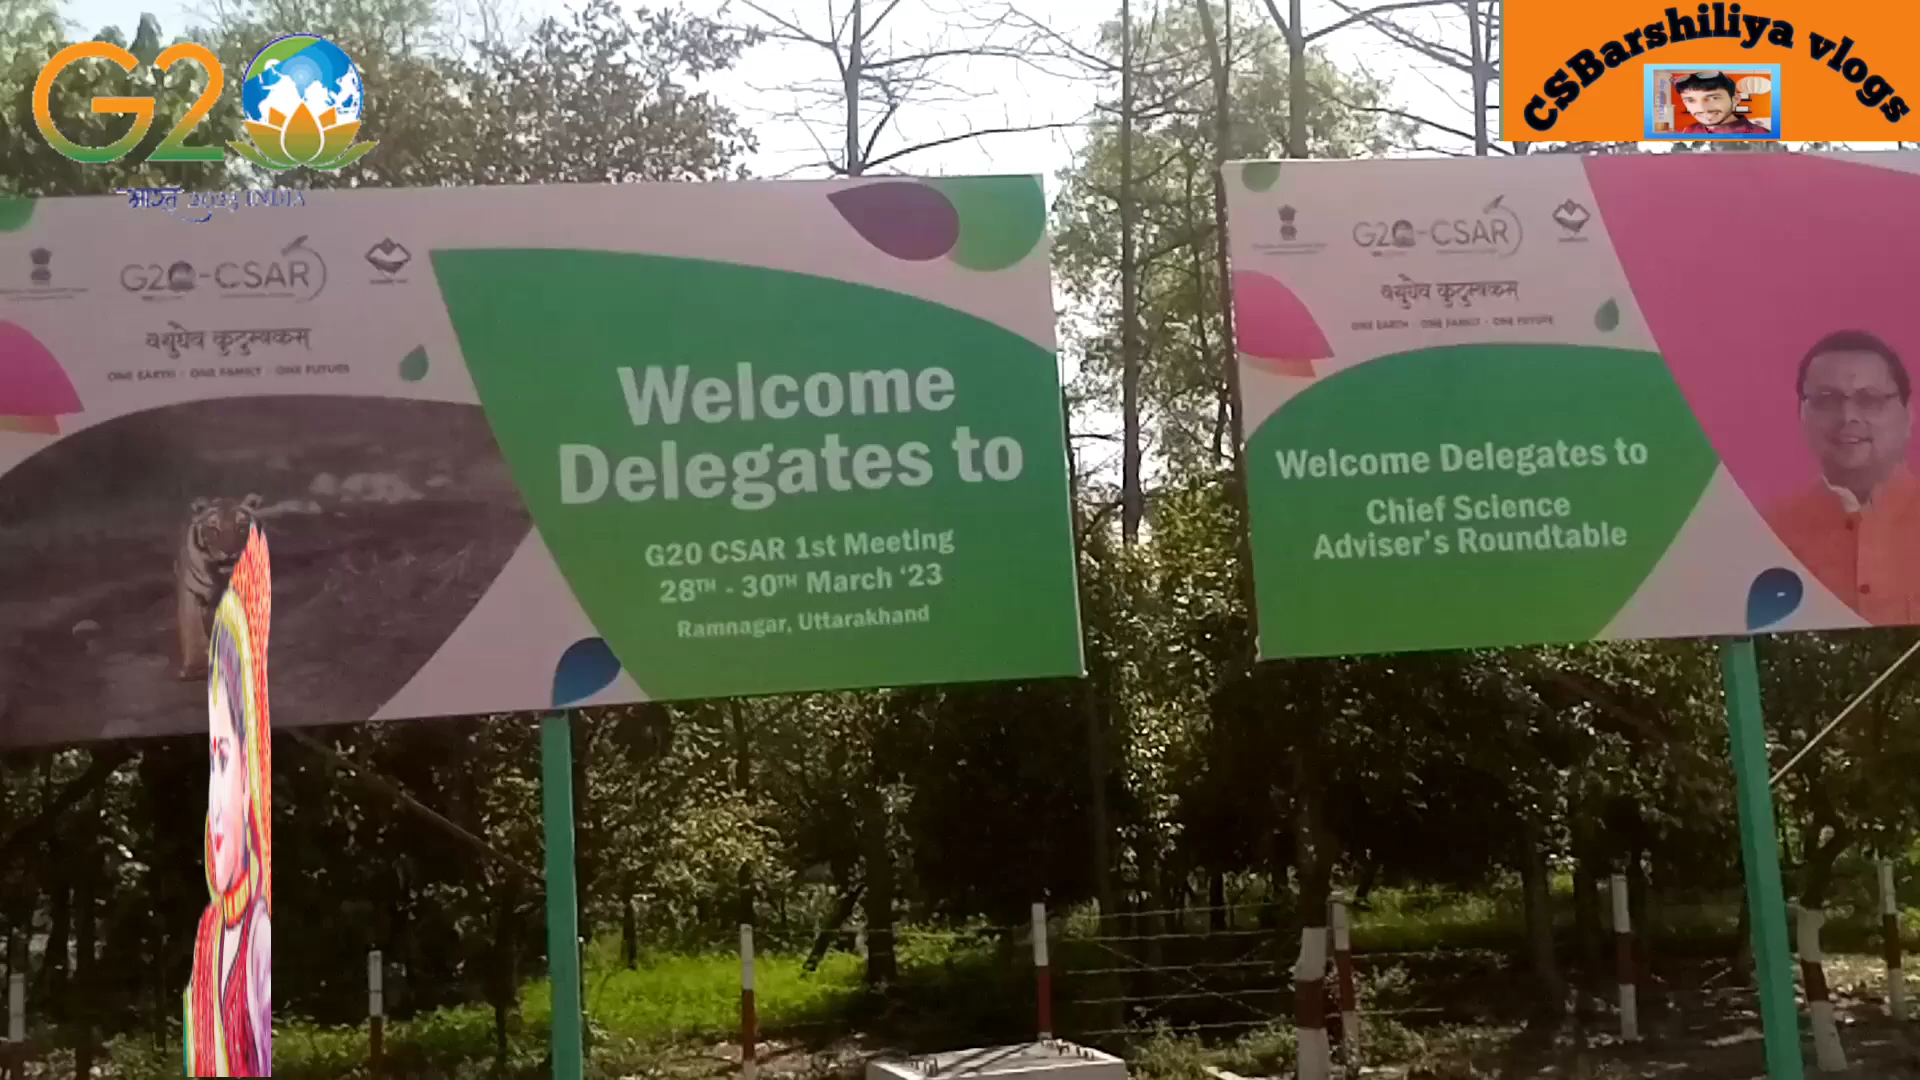 G20
भारत 2023 INDIA
CSBarshiliya vlogs
G20-CSAR
वसुधैव कुटुम्बकम्
ONE EARTH · ONE FAMILY · ONE FUTURE
Welcome
Delegates to
G20 CSAR 1st Meeting
28TH - 30TH March ‘23
Ramnagar, Uttarakhand
G20-CSAR
वसुधैव कुटुम्बकम्
ONE EARTH · ONE FAMILY · ONE FUTURE
Welcome Delegates to
Chief Science
Adviser's Roundtable